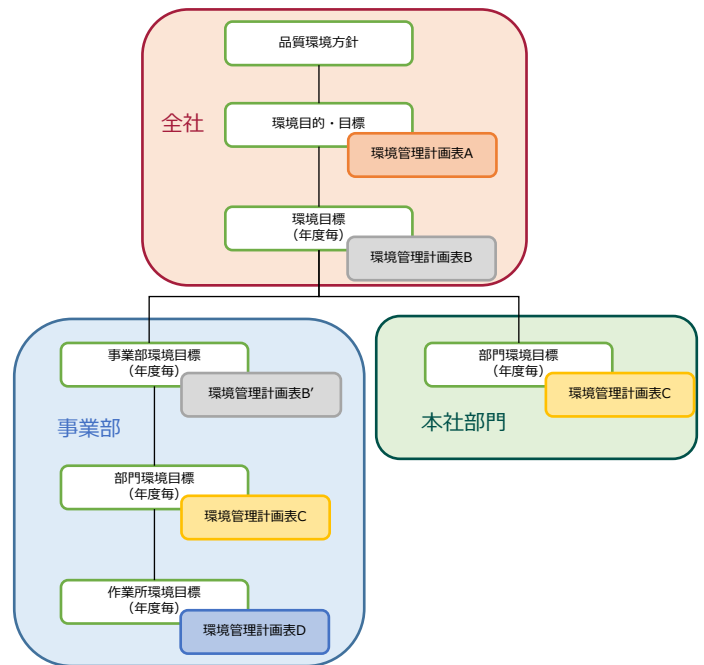 品質環境方針
全社
環境目的・目標
環境管理計画表A
環境目標
（年度毎）
環境管理計画表B
事業部環境目標
（年度毎）
環境管理計画表B′
事業部
部門環境目標
（年度毎）
環境管理計画表C
作業所環境目標
（年度毎）
環境管理計画表D
部門環境目標
（年度毎）
環境管理計画表C
本社部門